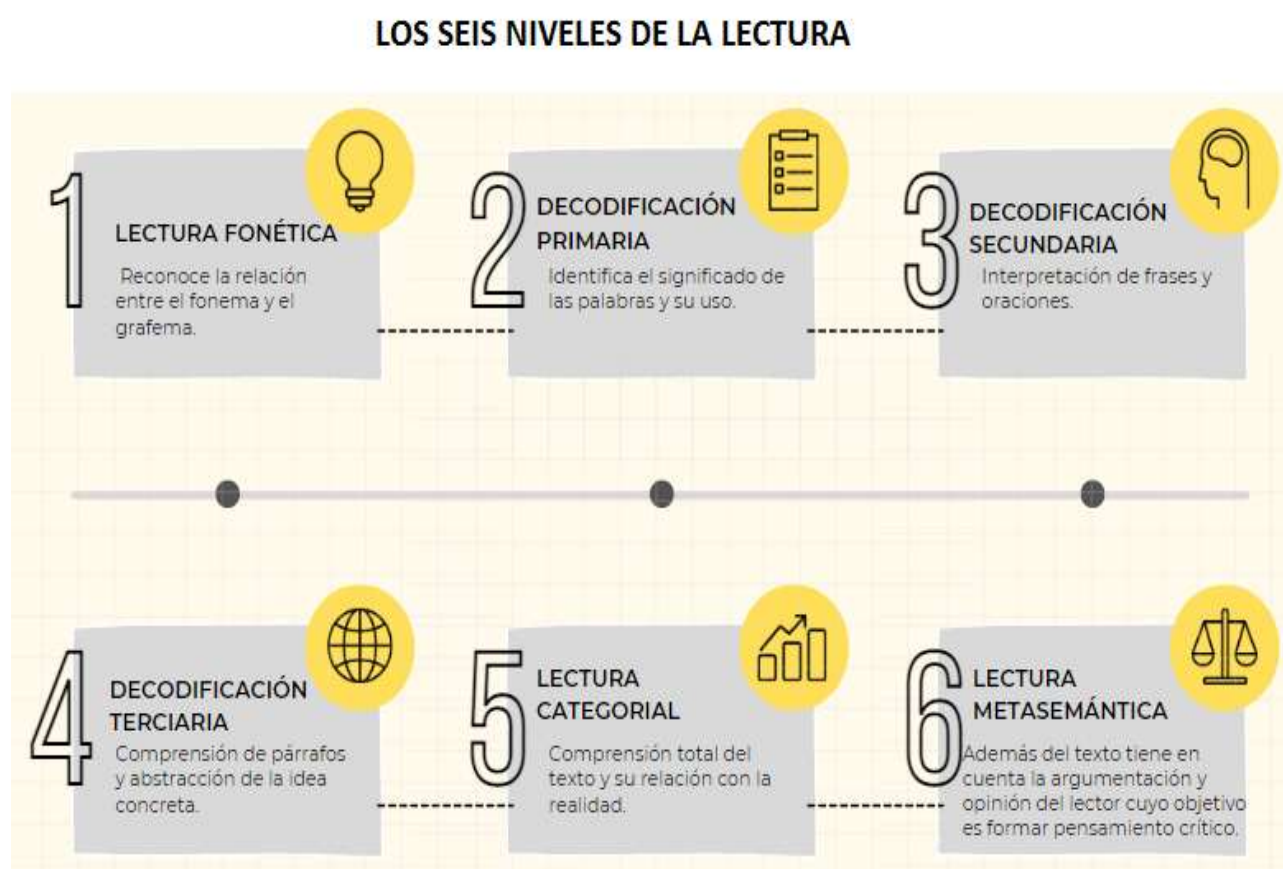 LOS SEIS NIVELES DE LA LECTURA
1
LECTURA FONÉTICA
Reconoce la relación
entre el fonema y el
grafema.
2
DECODIFICACIÓN
PRIMARIA
Identifica el significado de
las palabras y su uso.
3
DECODIFICACIÓN
SECUNDARIA
Interpretación de frases y
oraciones.
4
DECODIFICACIÓN
TERCIARIA
Comprensión de párrafos
y abstracción de la idea
concreta.
5
LECTURA
CATEGORIAL
Comprensión total del
texto y su relación con la
realidad.
6
LECTURA
METASEMÁNTICA
Además del texto tiene en
cuenta la argumentación y
opinión del lector cuyo objetivo
es formar pensamiento crítico.